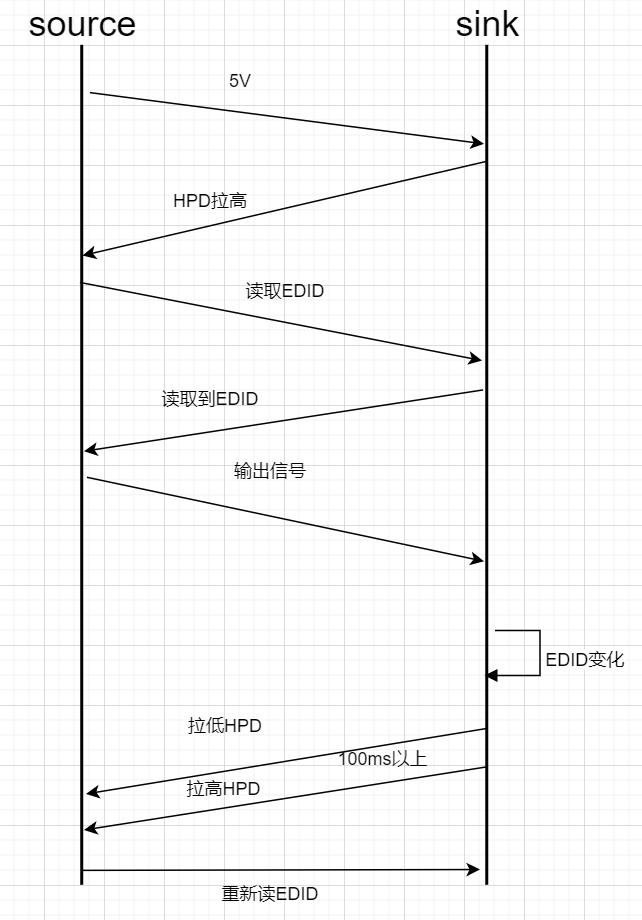 source
sink
5V
HPD拉高
读取EDID
读取到EDID
输出信号
EDID变化
拉低HPD
100ms以上
拉高HPD
重新读EDID